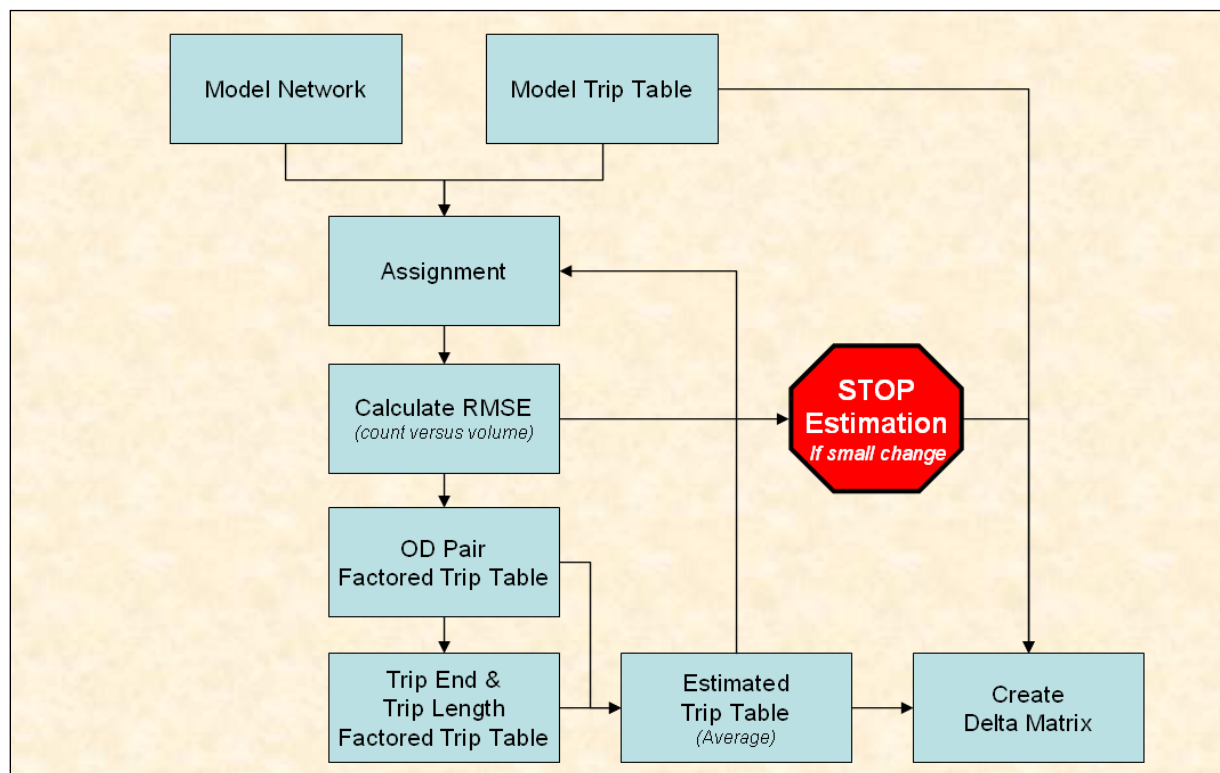 Model Network
Model Trip Table
Assignment
Calculate RMSE
(count versus volume)
STOP
Estimation
If small change
OD Pair
Factored Trip Table
Trip End &
Trip Length
Factored Trip Table
Estimated
Trip Table
(Average)
Create
Delta Matrix